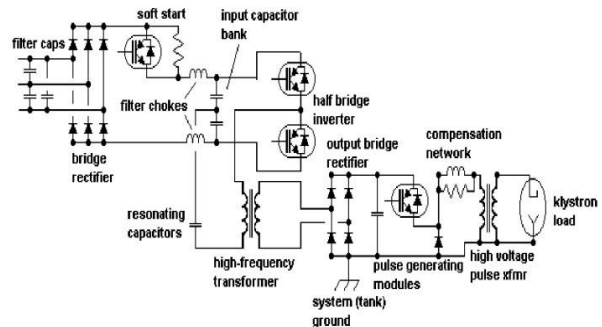 soft start
filter caps
input capacitor
bank
filter chokes
half bridge
inverter
bridge
rectifier
output bridge
rectifier
compensation
network
resonating
capacitors
klystron
load
high-frequency
transformer
pulse generating
modules
high voltage
pulse xfmr
system (tank)
ground